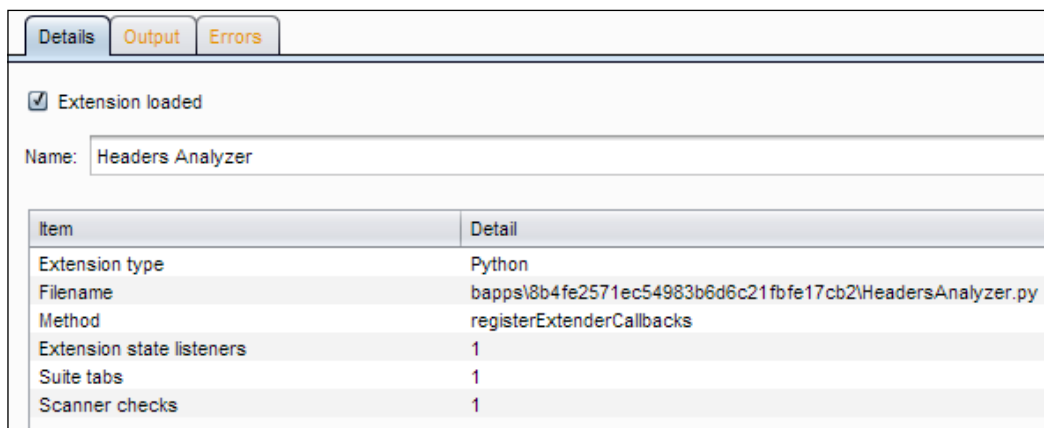 Details Output Errors
Extension loaded
Name: Headers Analyzer
Item Detail
Extension type Python
Filename bapps\8b4fe2571ec54983b6d6c21fbfe17cb2\HeadersAnalyzer.py
Method registerExtenderCallbacks
Extension state listeners 1
Suite tabs 1
Scanner checks 1